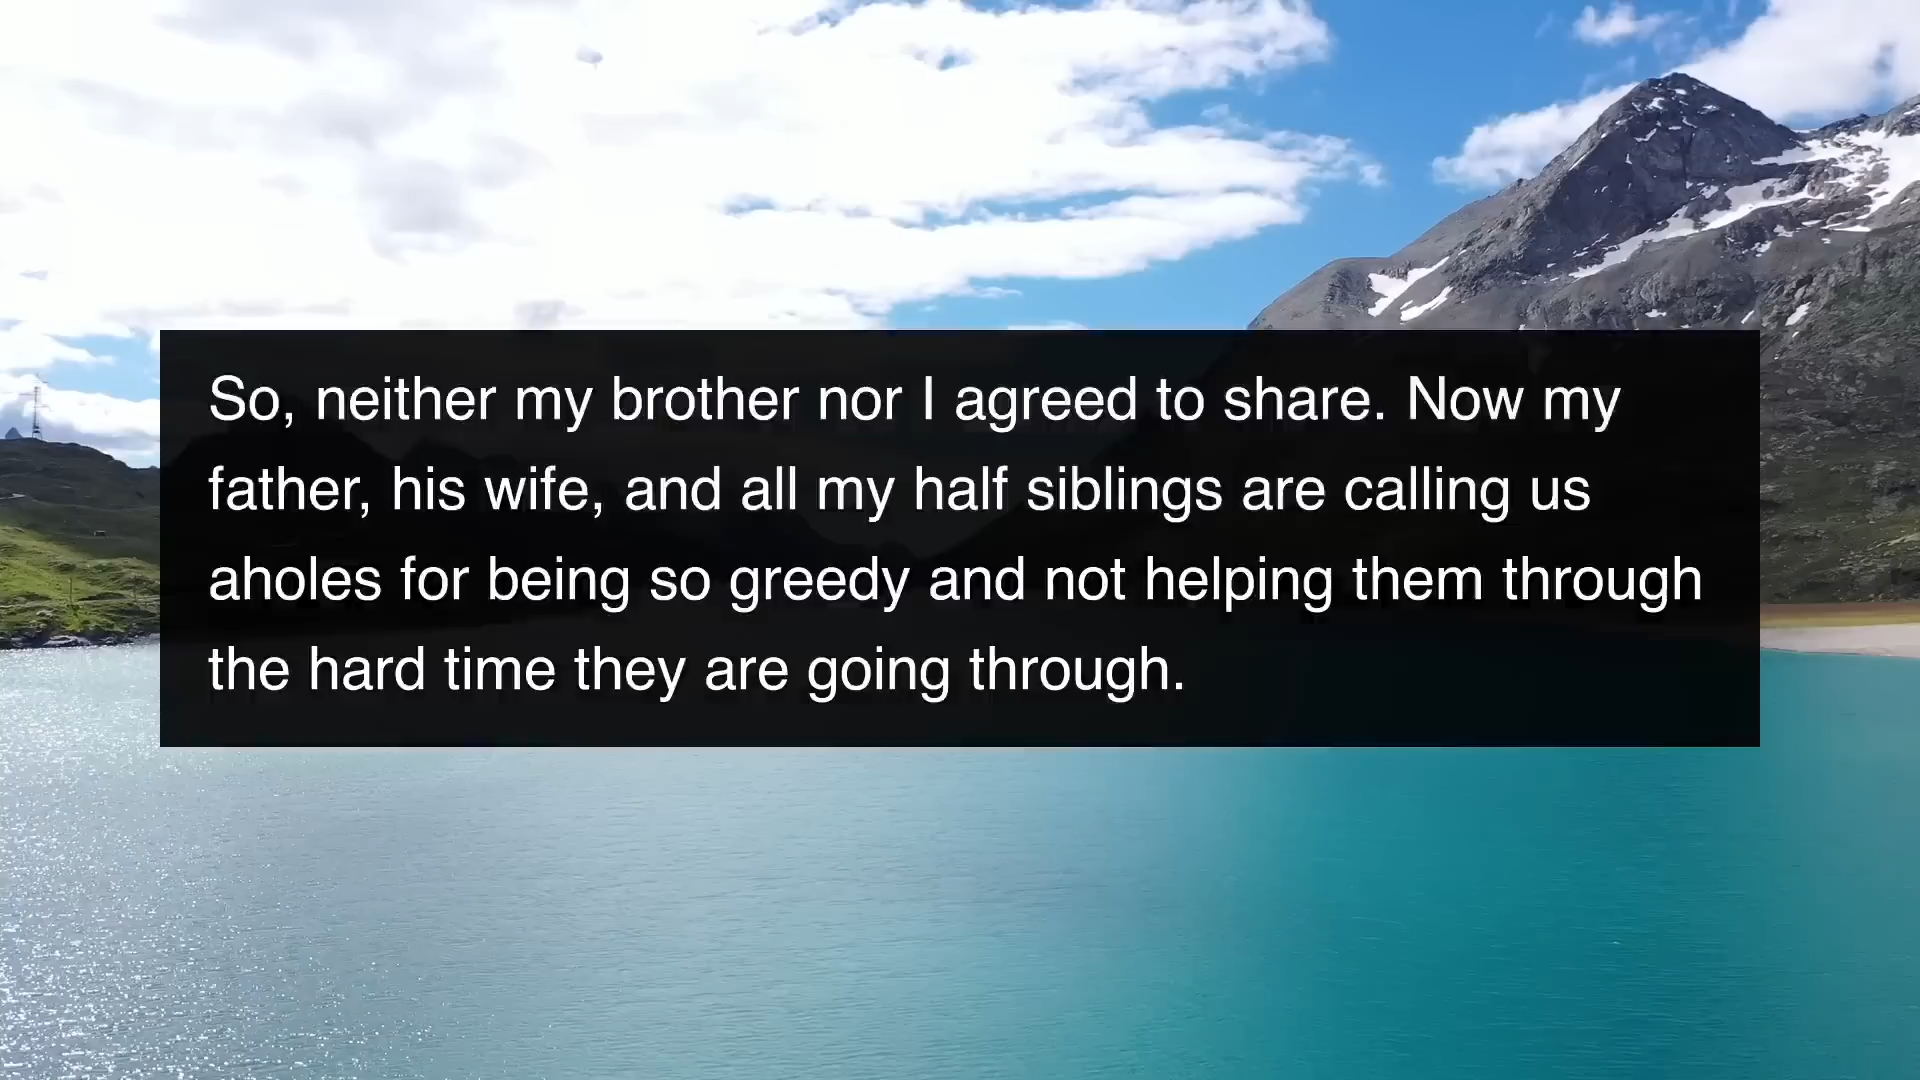 So, neither my brother nor I agreed to share. Now my
father, his wife, and all my half siblings are calling us
aholes for being so greedy and not helping them through
the hard time they are going through.